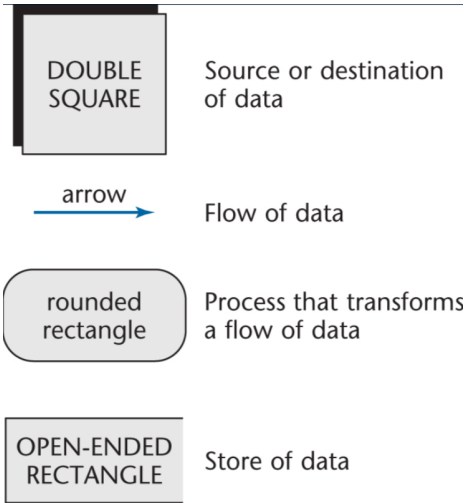 DOUBLE
SQUARE
Source or destination
of data
arrow
Flow of data
rounded
rectangle
Process that transforms
a flow of data
OPEN-ENDED
RECTANGLE
Store of data